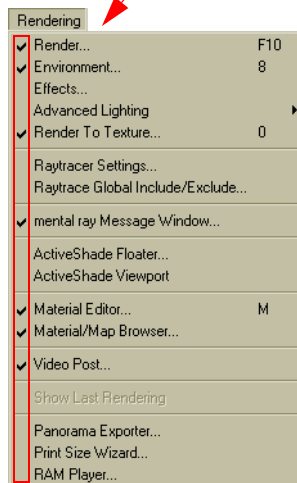 Rendering
Render... F10
Environment... 8
Effects...
Advanced Lighting
Render To Texture... 0
Raytracer Settings...
Raytrace Global Include/Exclude...
mental ray Message Window...
ActiveShade Floater...
ActiveShade Viewport
Material Editor... M
Material/Map Browser...
Video Post...
Show Last Rendering
Panorama Exporter...
Print Size Wizard...
RAM Player...